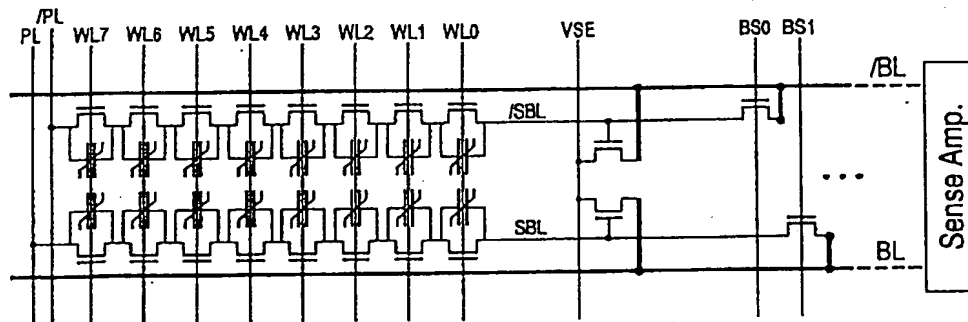 /PL
PL WL7 WL6 WL5 WL4 WL3 WL2 WL1 WL0 VSE BS0 BS1
/BL
/SBL
SBL
BL
Sense Amp.